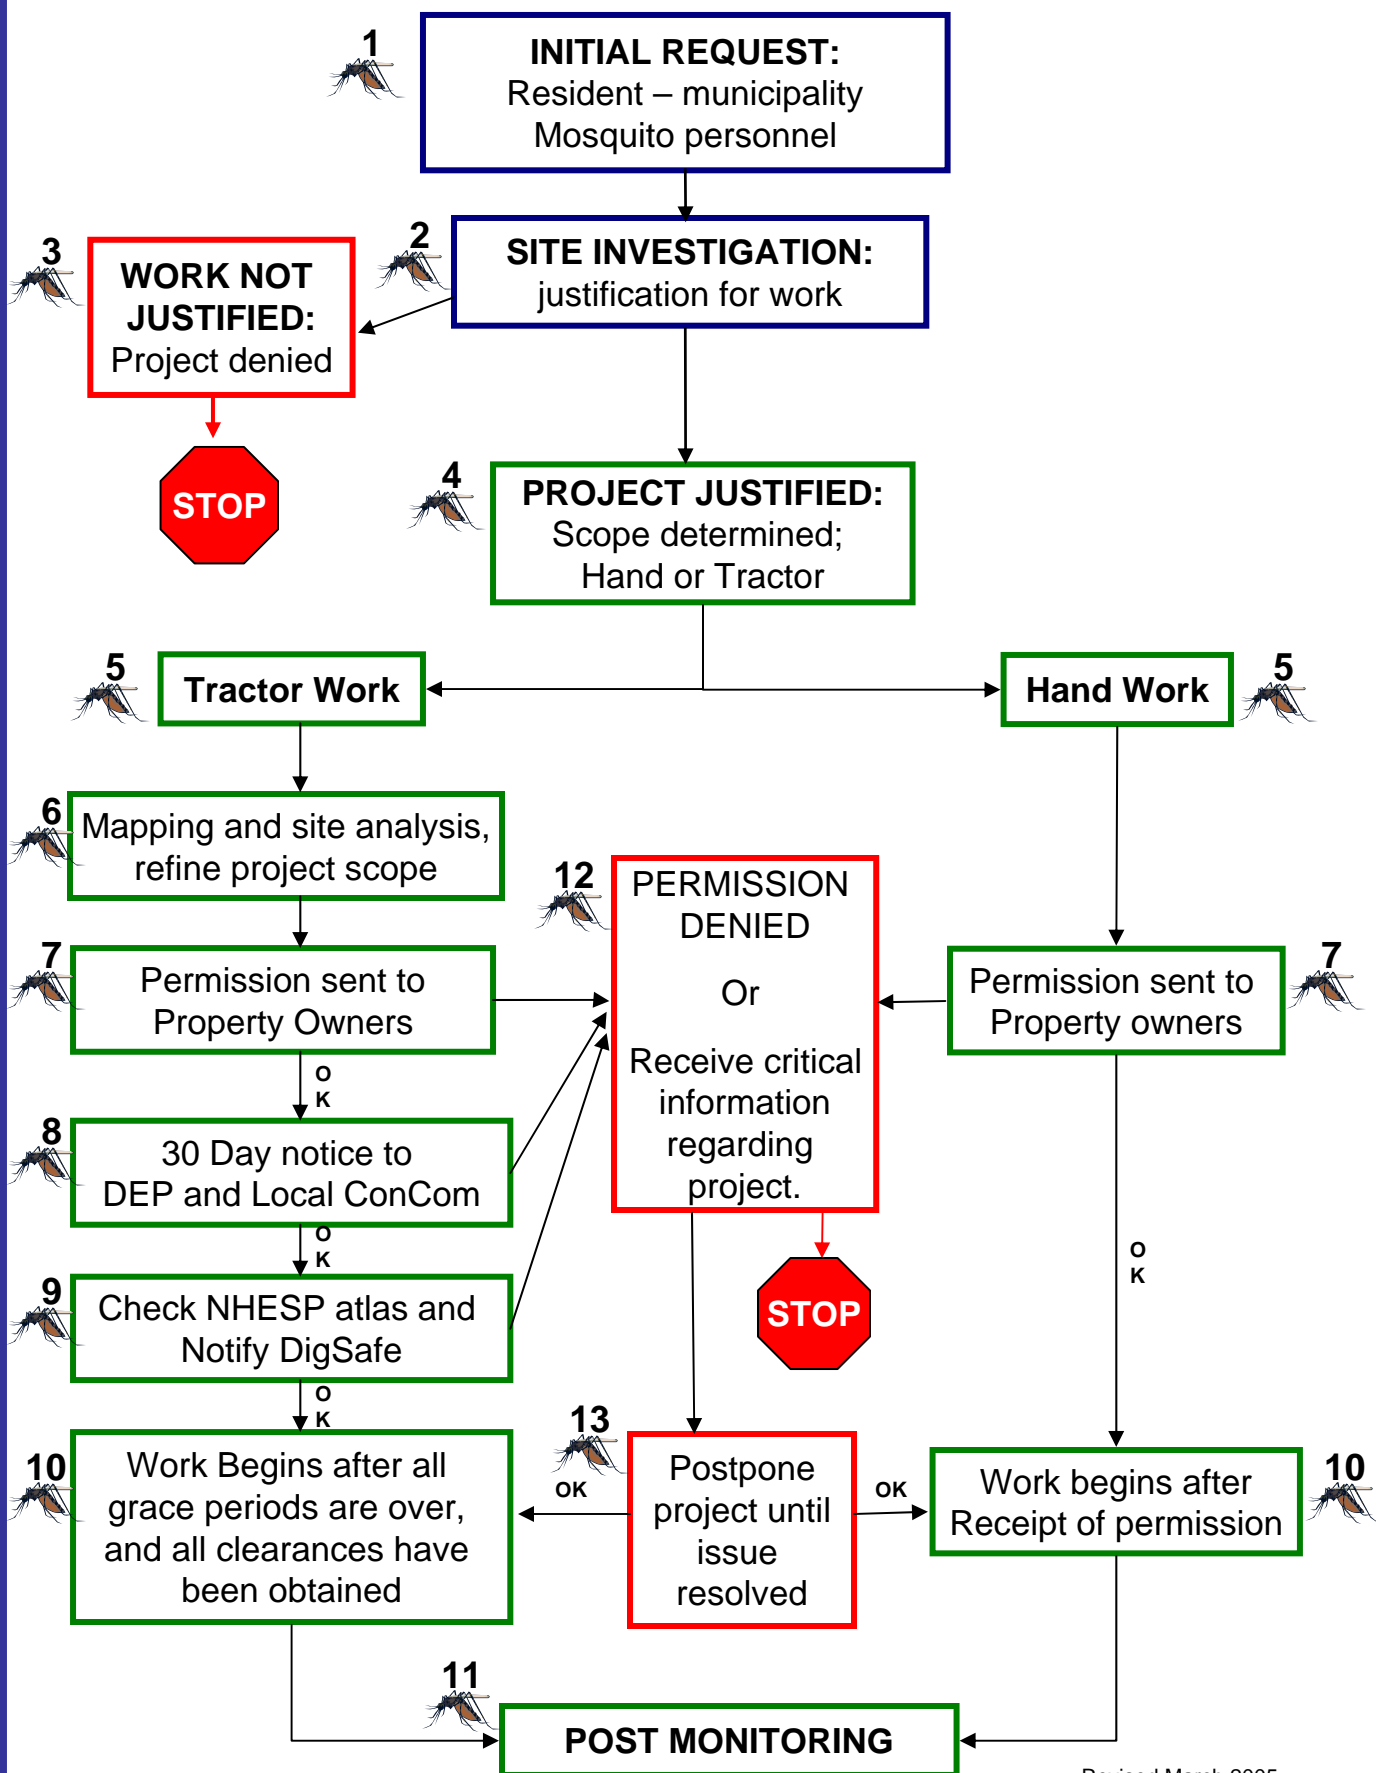 1
INITIAL REQUEST:
Resident – municipality
Mosquito personnel
2
SITE INVESTIGATION:
justification for work
3
WORK NOT
JUSTIFIED:
Project denied
STOP
4
PROJECT JUSTIFIED:
Scope determined;
Hand or Tractor
5
Tractor Work
Hand Work
5
6
Mapping and site analysis,
refine project scope
7
Permission sent to
Property Owners
O
K
8
30 Day notice to
DEP and Local ConCom
O
K
9
Check NHESP atlas and
Notify DigSafe
O
K
10
Work Begins after all
grace periods are over,
and all clearances have
been obtained
12
PERMISSION
DENIED
Or
Receive critical
information
regarding
project.
STOP
13
Postpone
project until
issue
resolved
OK
OK
7
Permission sent to
Property owners
O
K
10
Work begins after
Receipt of permission
11
POST MONITORING
Revised March 2005